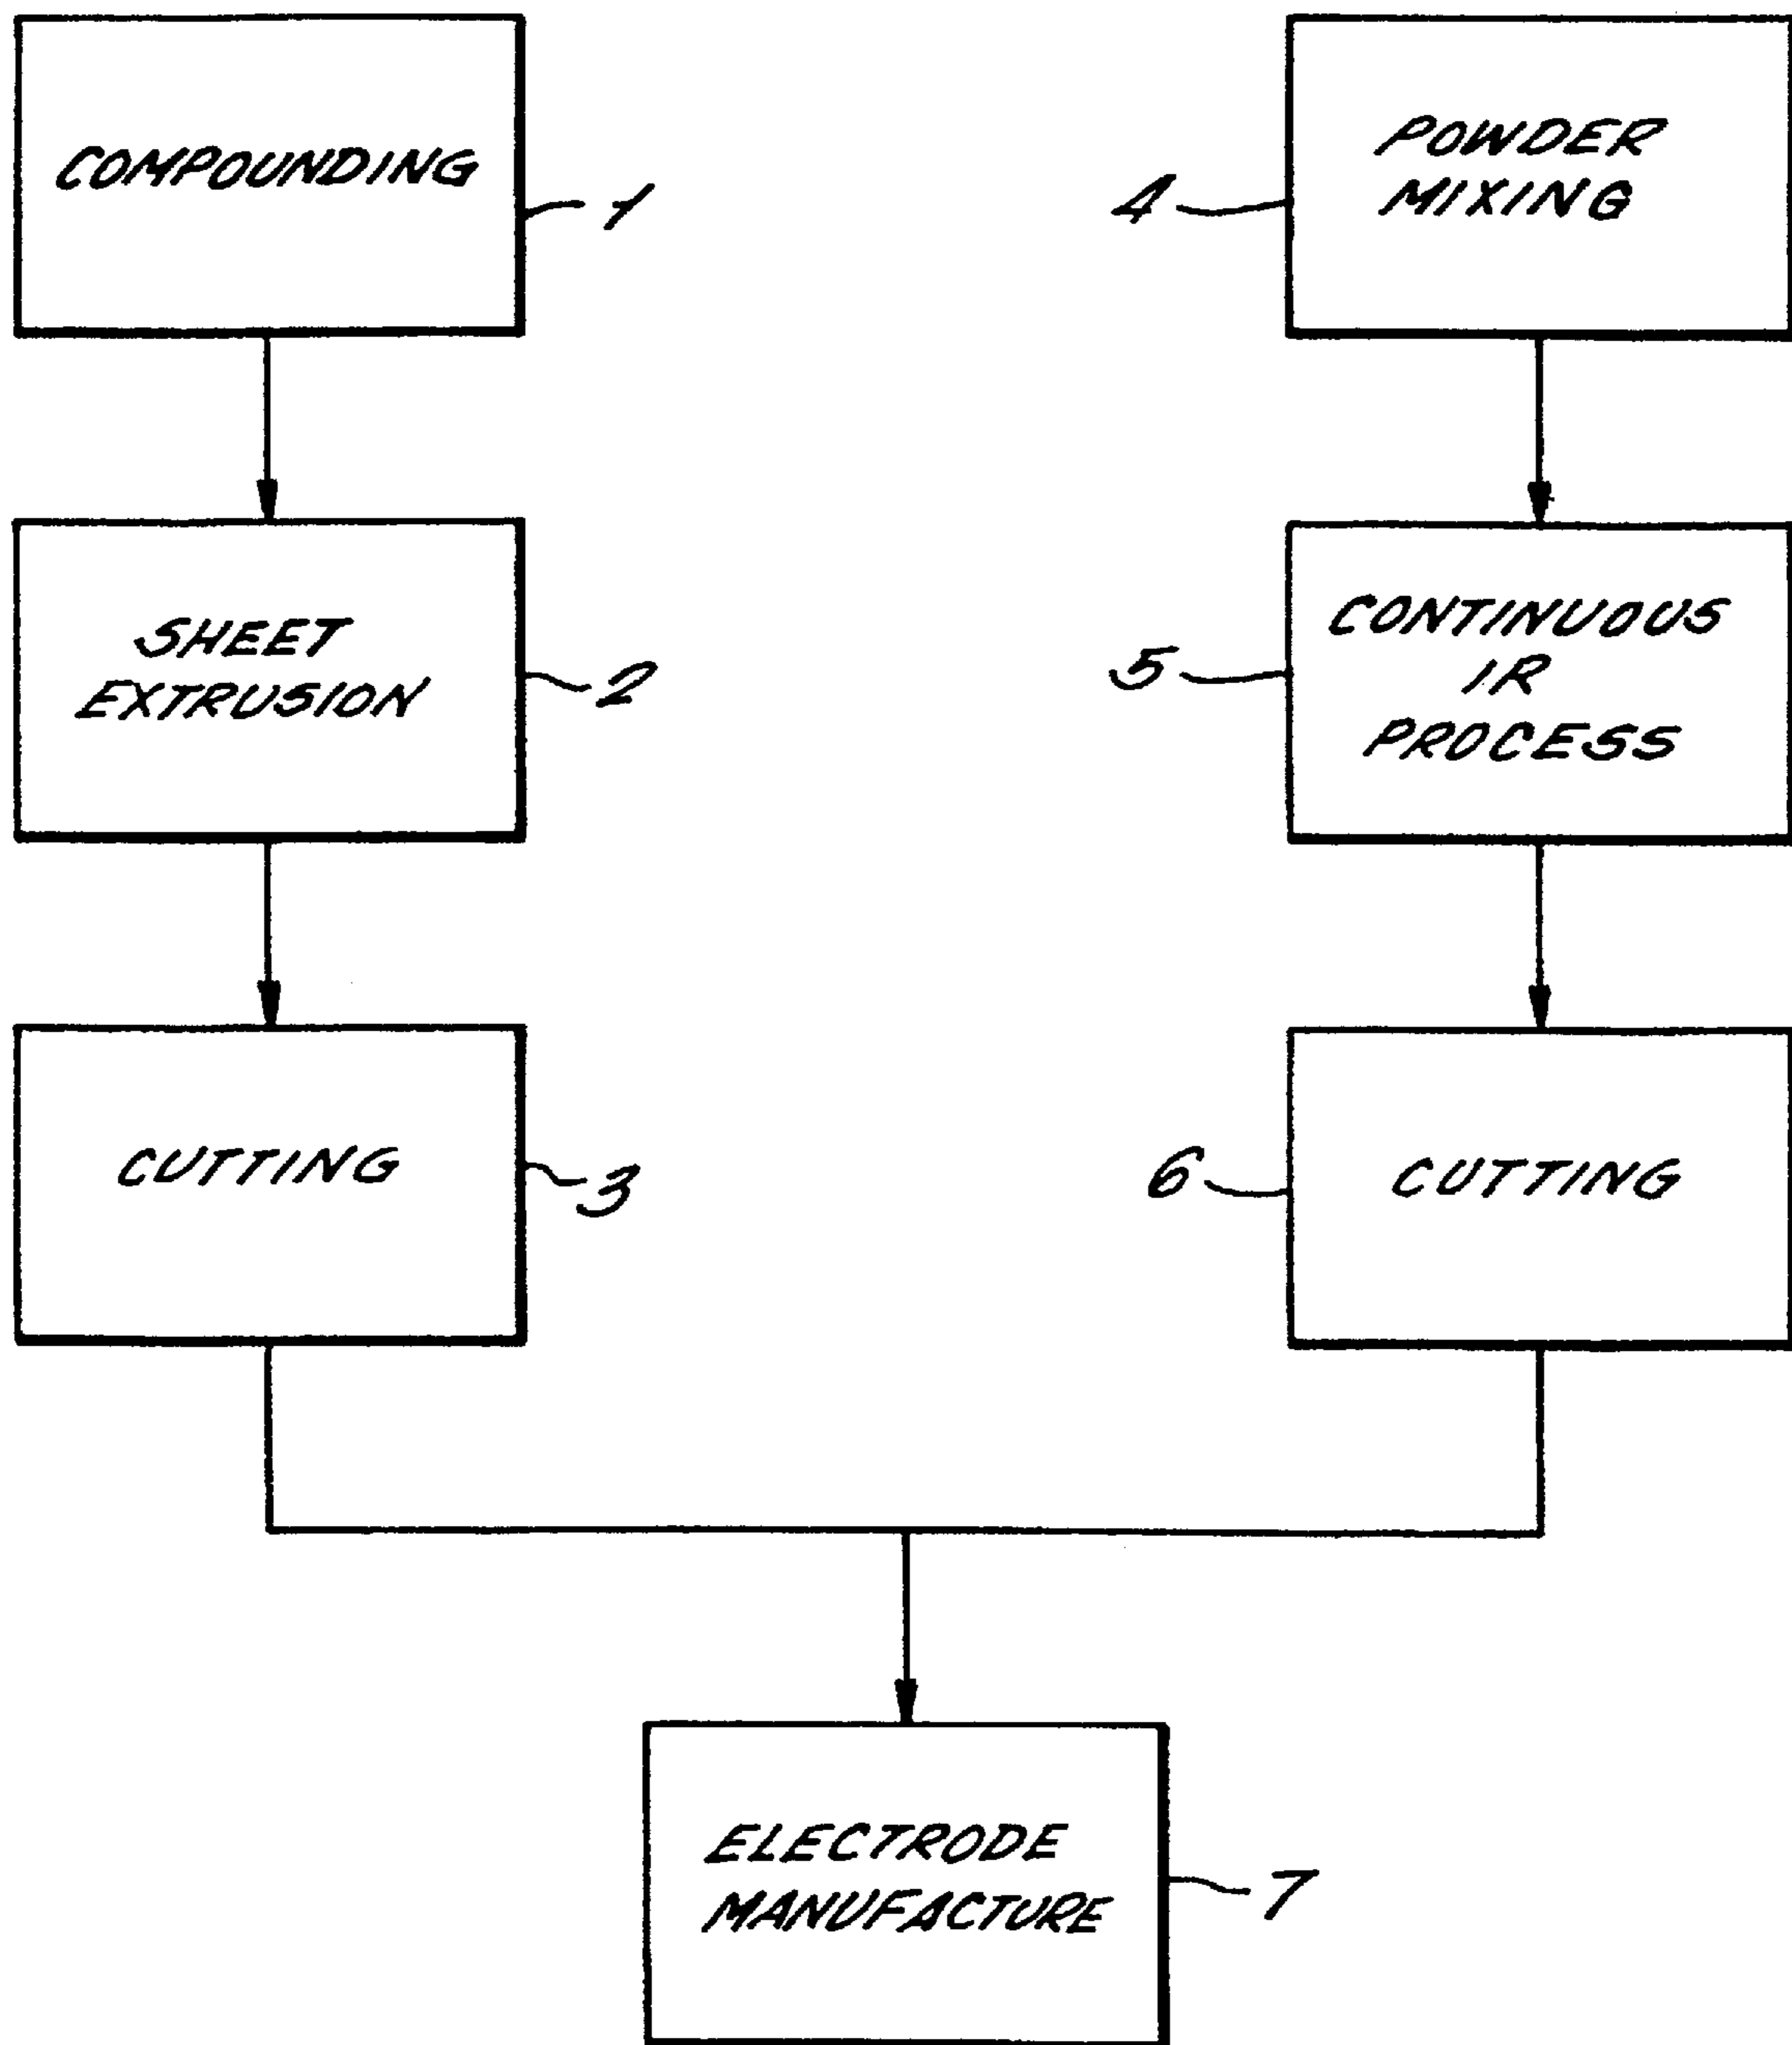 COMPOUNDING
1
SHEET
EXTRUSION
2
CUTTING
3
POWDER
MIXING
4
CONTINUOUS
IR
PROCESS
5
CUTTING
6
ELECTRODE
MANUFACTURE
7